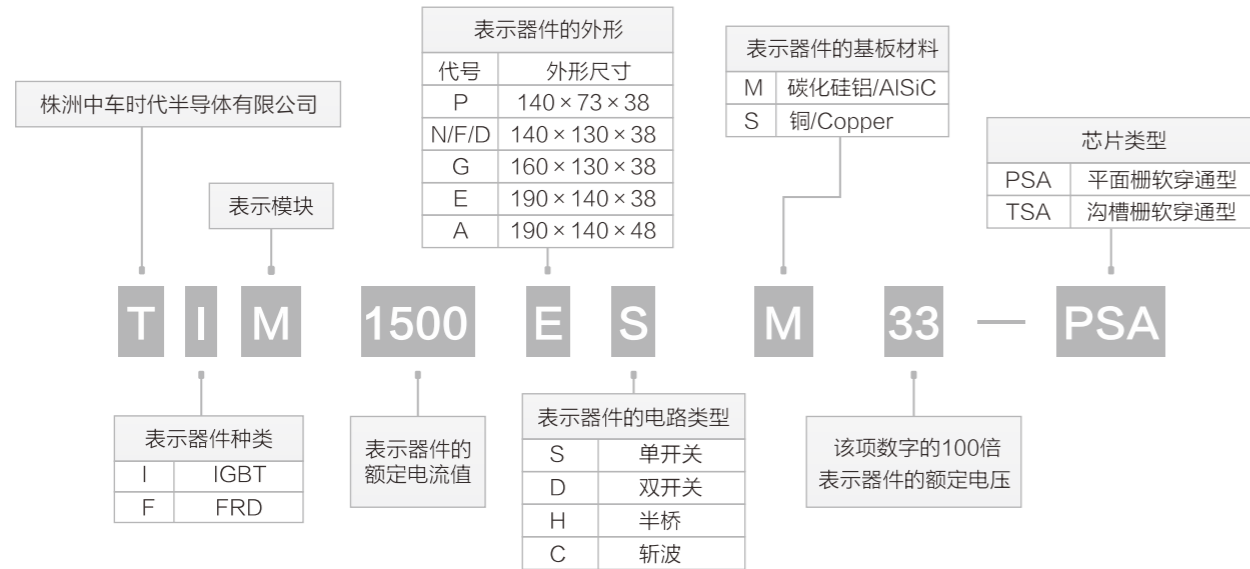 株洲中车时代半导体有限公司
表示模块
表示器件的外形
代号 外形尺寸
P 140×73×38
N/F/D 140×130×38
G 160×130×38
E 190×140×38
A 190×140×48
表示器件的基板材料
M 碳化硅铝/AlSiC
S 铜/Copper
芯片类型
PSA 平面栅软穿通型
TSA 沟槽栅软穿通型
T I M 1500 E S M 33 — PSA
表示器件种类
I IGBT
F FRD
表示器件的
额定电流值
表示器件的电路类型
S 单开关
D 双开关
H 半桥
C 斩波
该项数字的100倍
表示器件的额定电压